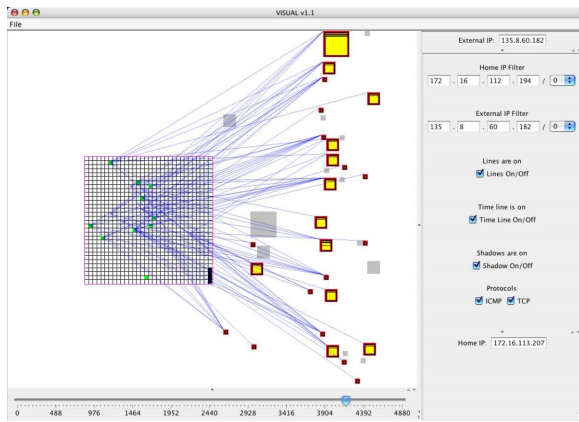 VISUAL v1.1
File
External IP: 135.8.60.182
Home IP Filter
172 . 16 . 112 . 194 / 0
External IP Filter
135 . 8 . 60 . 182 / 0
Lines are on
Lines On/Off
Time line is on
Time Line On/Off
Shadows are on
Shadow On/Off
Protocols
ICMP TCP
Home IP: 172.16.113.207
0 488 976 1464 1952 2440 2928 3416 3904 4392 4880